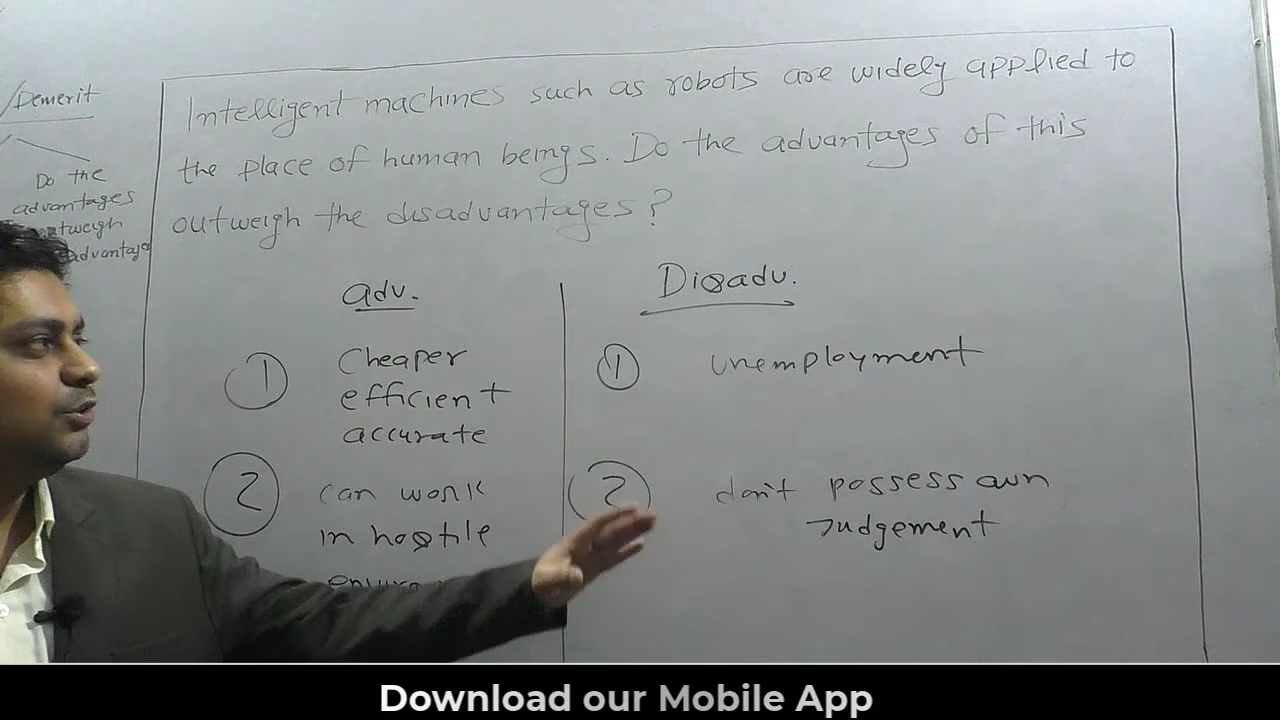 /Demerit
Do the
advantages
outweigh
advantage
Intelligent machines such as robots are widely applied to
the place of human beings. Do the advantages of this
outweigh the disadvantages?
adv.
1 Cheaper
efficient
accurate
2 can work
in hostile
Disadv.
1 unemployment
2 don't possess own
Judgement
Download our Mobile App